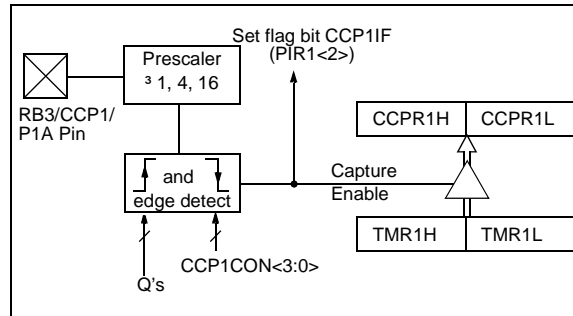 Set flag bit CCP1IF
(PIR1<2>)
Prescaler
³ 1, 4, 16
RB3/CCP1/
P1A Pin
CCPR1H
CCPR1L
and
edge detect
Capture
Enable
TMR1H
TMR1L
CCP1CON<3:0>
Q's